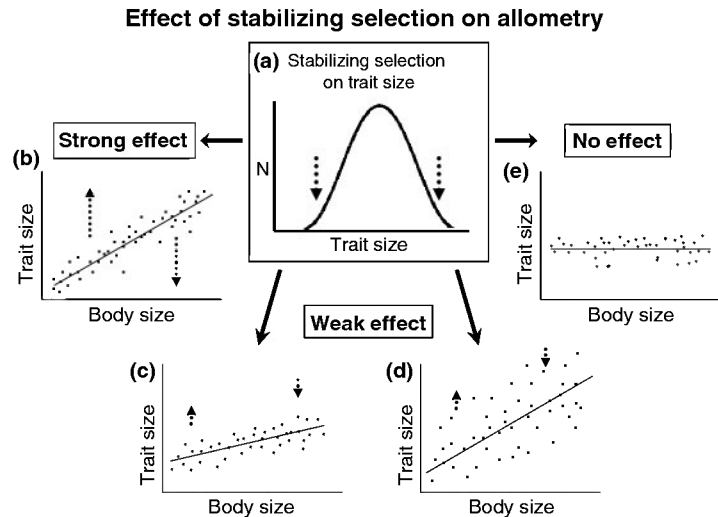 Effect of stabilizing selection on allometry
(a)
Stabilizing selection
on trait size
N
Trait size
Strong effect
(b)
Trait size
Body size
No effect
(e)
Trait size
Body size
Weak effect
(c)
Trait size
Body size
(d)
Trait size
Body size